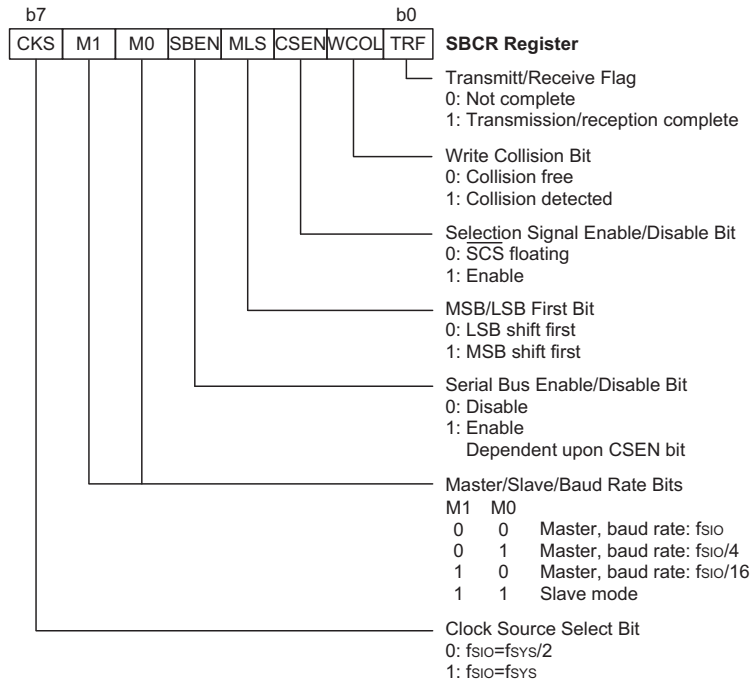 b7 b0
CKS M1 M0 SBEN MLS CSEN WCOL TRF SBCR Register
Transmitt/Receive Flag
0: Not complete
1: Transmission/reception complete
Write Collision Bit
0: Collision free
1: Collision detected
Selection Signal Enable/Disable Bit
0: SCS floating
1: Enable
MSB/LSB First Bit
0: LSB shift first
1: MSB shift first
Serial Bus Enable/Disable Bit
0: Disable
1: Enable
Dependent upon CSEN bit
Master/Slave/Baud Rate Bits
M1 M0
0 0 Master, baud rate: fSIO
0 1 Master, baud rate: fSIO/4
1 0 Master, baud rate: fSIO/16
1 1 Slave mode
Clock Source Select Bit
0: fSIO=fSYS/2
1: fSIO=fSYS